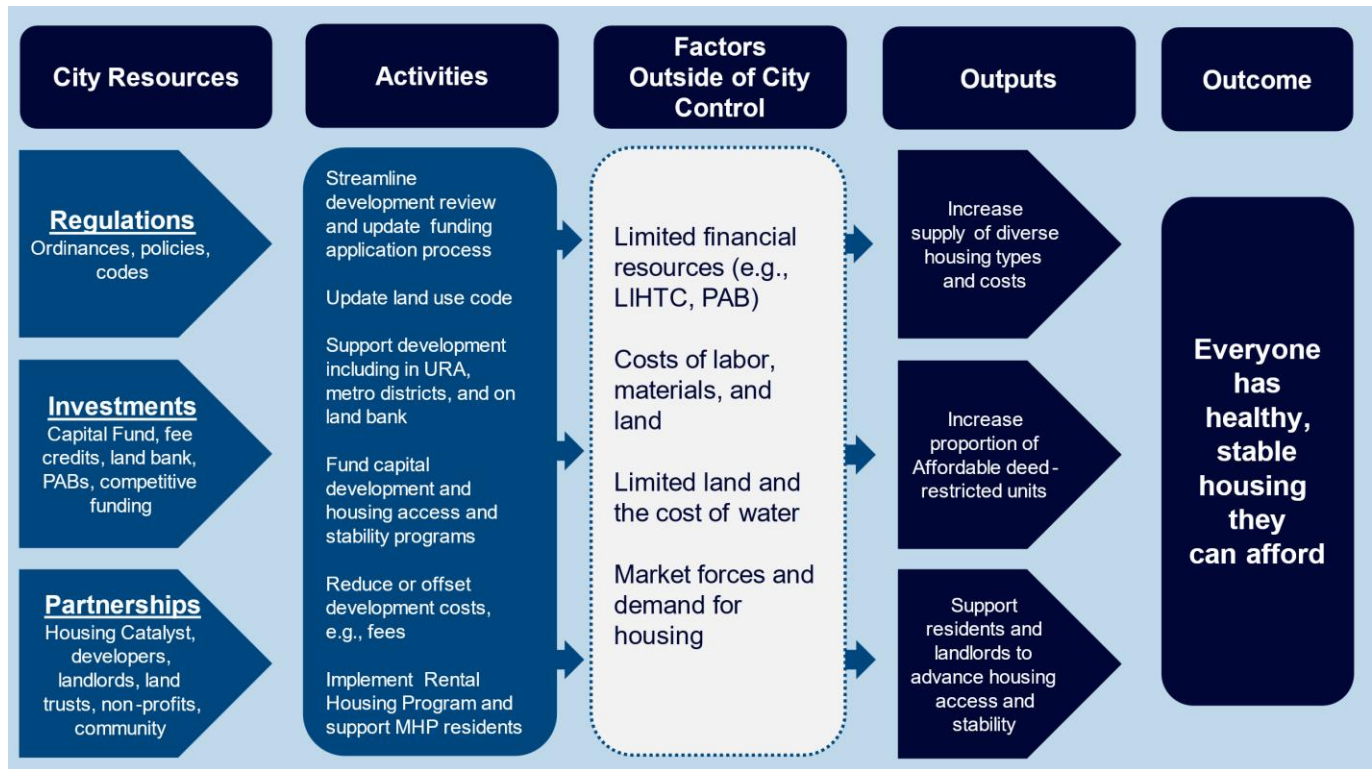 City Resources
Activities
Factors
Outside of City
Control
Outputs
Outcome
Regulations
Ordinances, policies,
codes
Investments
Capital Fund, fee
credits, land bank,
PABs, competitive
funding
Partnerships
Housing Catalyst,
developers,
landlords, land
trusts, non-profits,
community
Streamline
development review
and update funding
application process
Update land use code
Support development
including in URA,
metro districts, and on
land bank
Fund capital
development and
housing access and
stability programs
Reduce or offset
development costs,
e.g., fees
Implement Rental
Housing Program and
support MHP residents
Limited financial
resources (e.g.,
LIHTC, PAB)
Costs of labor,
materials, and
land
Limited land and
the cost of water
Market forces and
demand for
housing
Increase
supply of diverse
housing types
and costs
Increase
proportion of
Affordable deed-
restricted units
Support
residents and
landlords to
advance housing
access and
stability
Everyone
has
healthy,
stable
housing
they
can afford